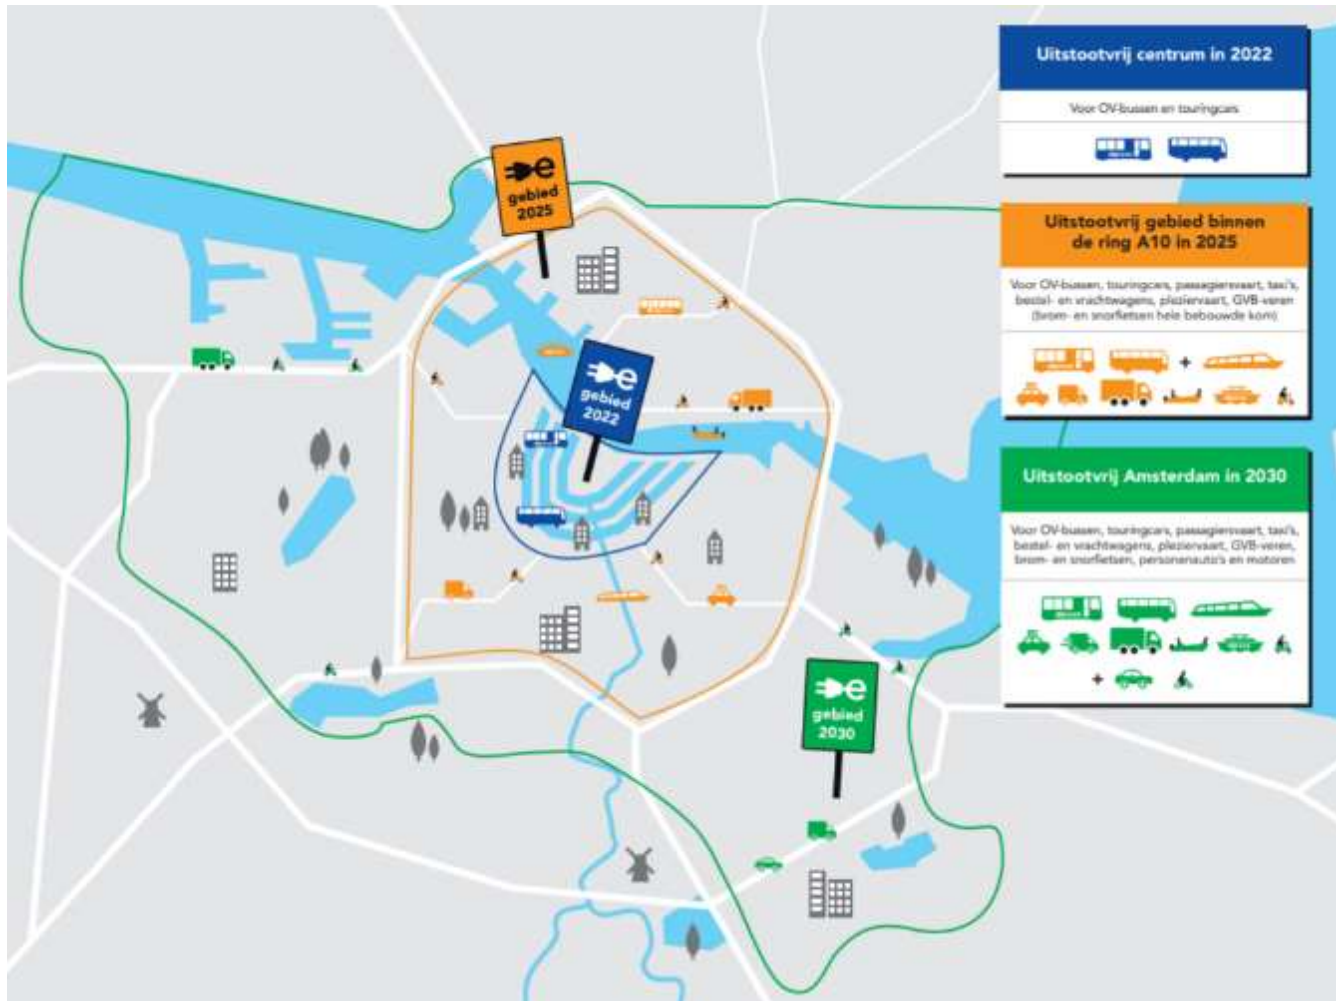 Uitstootvrij centrum in 2022
Voor OV-bussen en touringcars
e
gebied
2025
Uitstootvrij gebied binnen
de ring A10 in 2025
Voor OV-bussen, touringcars, passagiersvaart, taxi's,
bestel- en vrachtwagens, pleziervaart, GVB-veren
(brom- en snorfietsen hele bebouwde kom)
+
e
gebied
2022
Uitstootvrij Amsterdam in 2030
Voor OV-bussen, touringcars, passagiersvaart, taxi's,
bestel- en vrachtwagens, pleziervaart, GVB-veren,
brom- en snorfietsen, personenauto's en motoren
+
e
gebied
2030